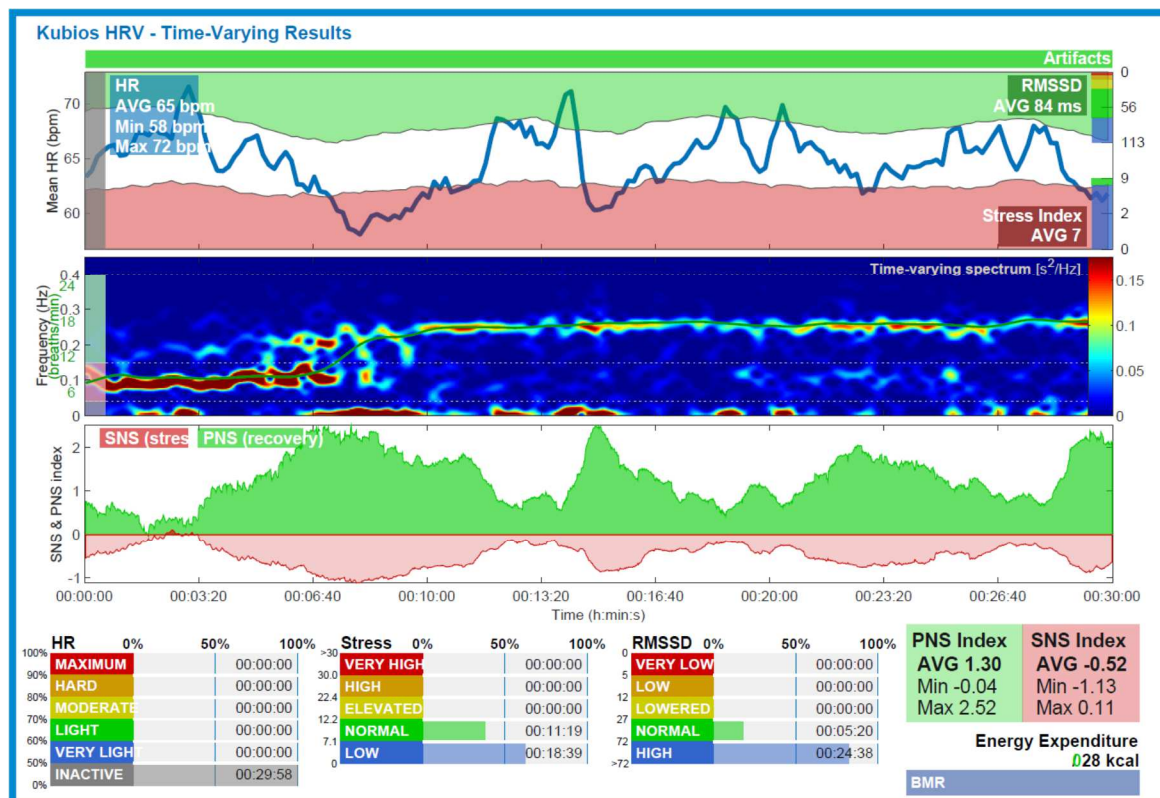 Kubios HRV - Time-Varying Results
Artifacts
HR
AVG 65 bpm
Min 58 bpm
Max 72 bpm
RMSSD
AVG 84 ms
Stress Index
AVG 7
Mean HR (bpm)
70
65
60
0
56
113
9
2
0
Time-varying spectrum [s²/Hz]
Frequency (Hz)
(breaths/min)
0.4
0.3
0.2
0.1
0
24
18
12
6
0.15
0.1
0.05
0
SNS (stres
PNS (recovery)
SNS & PNS index
2
1
0
-1
00:00:00 00:03:20 00:06:40 00:10:00 00:13:20 00:16:40 00:20:00 00:23:20 00:26:40 00:30:00
Time (h:min:s)
HR 0% 50% 100%
100%
MAXIMUM 00:00:00
90%
HARD 00:00:00
80%
MODERATE 00:00:00
70%
LIGHT 00:00:00
60%
VERY LIGHT 00:00:00
50%
INACTIVE 00:29:58
0%
Stress 0% 50% 100%
>30
VERY HIGH 00:00:00
30.0
HIGH 00:00:00
22.4
ELEVATED 00:00:00
12.2
NORMAL 00:11:19
7.1
LOW 00:18:39
0
RMSSD 0% 50% 100%
0
VERY LOW 00:00:00
5
LOW 00:00:00
12
LOWERED 00:00:00
27
NORMAL 00:05:20
72
HIGH 00:24:38
>72
PNS Index
AVG 1.30
Min -0.04
Max 2.52
SNS Index
AVG -0.52
Min -1.13
Max 0.11
Energy Expenditure
28 kcal
BMR